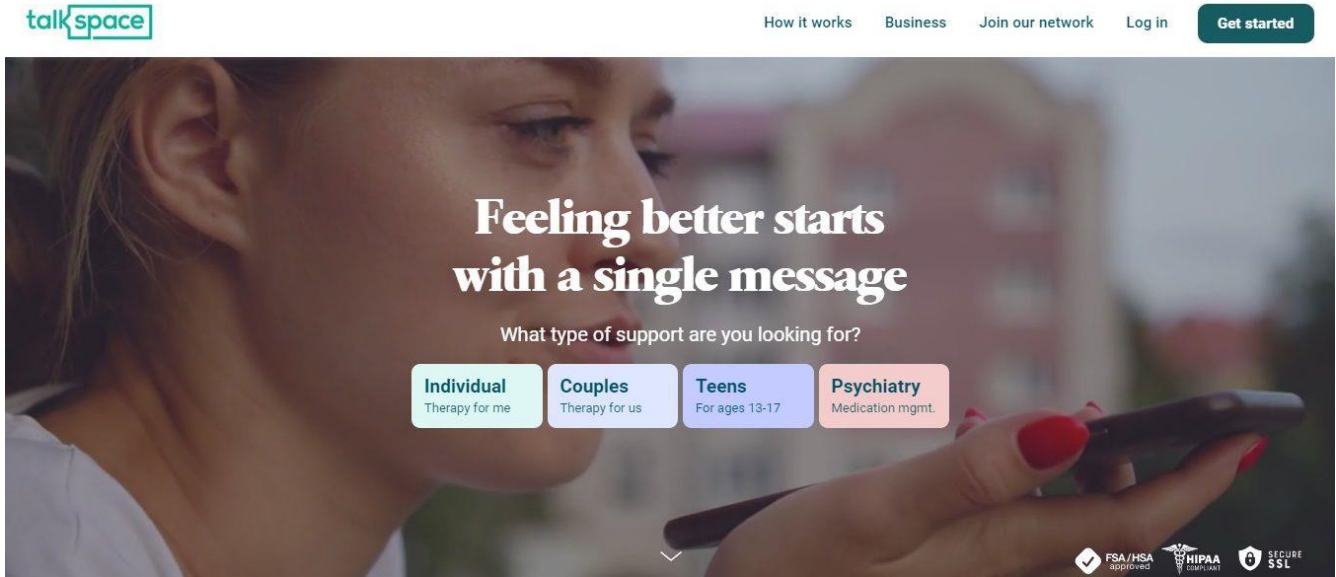 talkspace
How it works Business Join our network Log in Get started
Feeling better starts
with a single message
What type of support are you looking for?
Individual
Therapy for me
Couples
Therapy for us
Teens
For ages 13-17
Psychiatry
Medication mgmt.
FSA/HSA
approved
HIPAA
COMPLIANT
SECURE
SSL